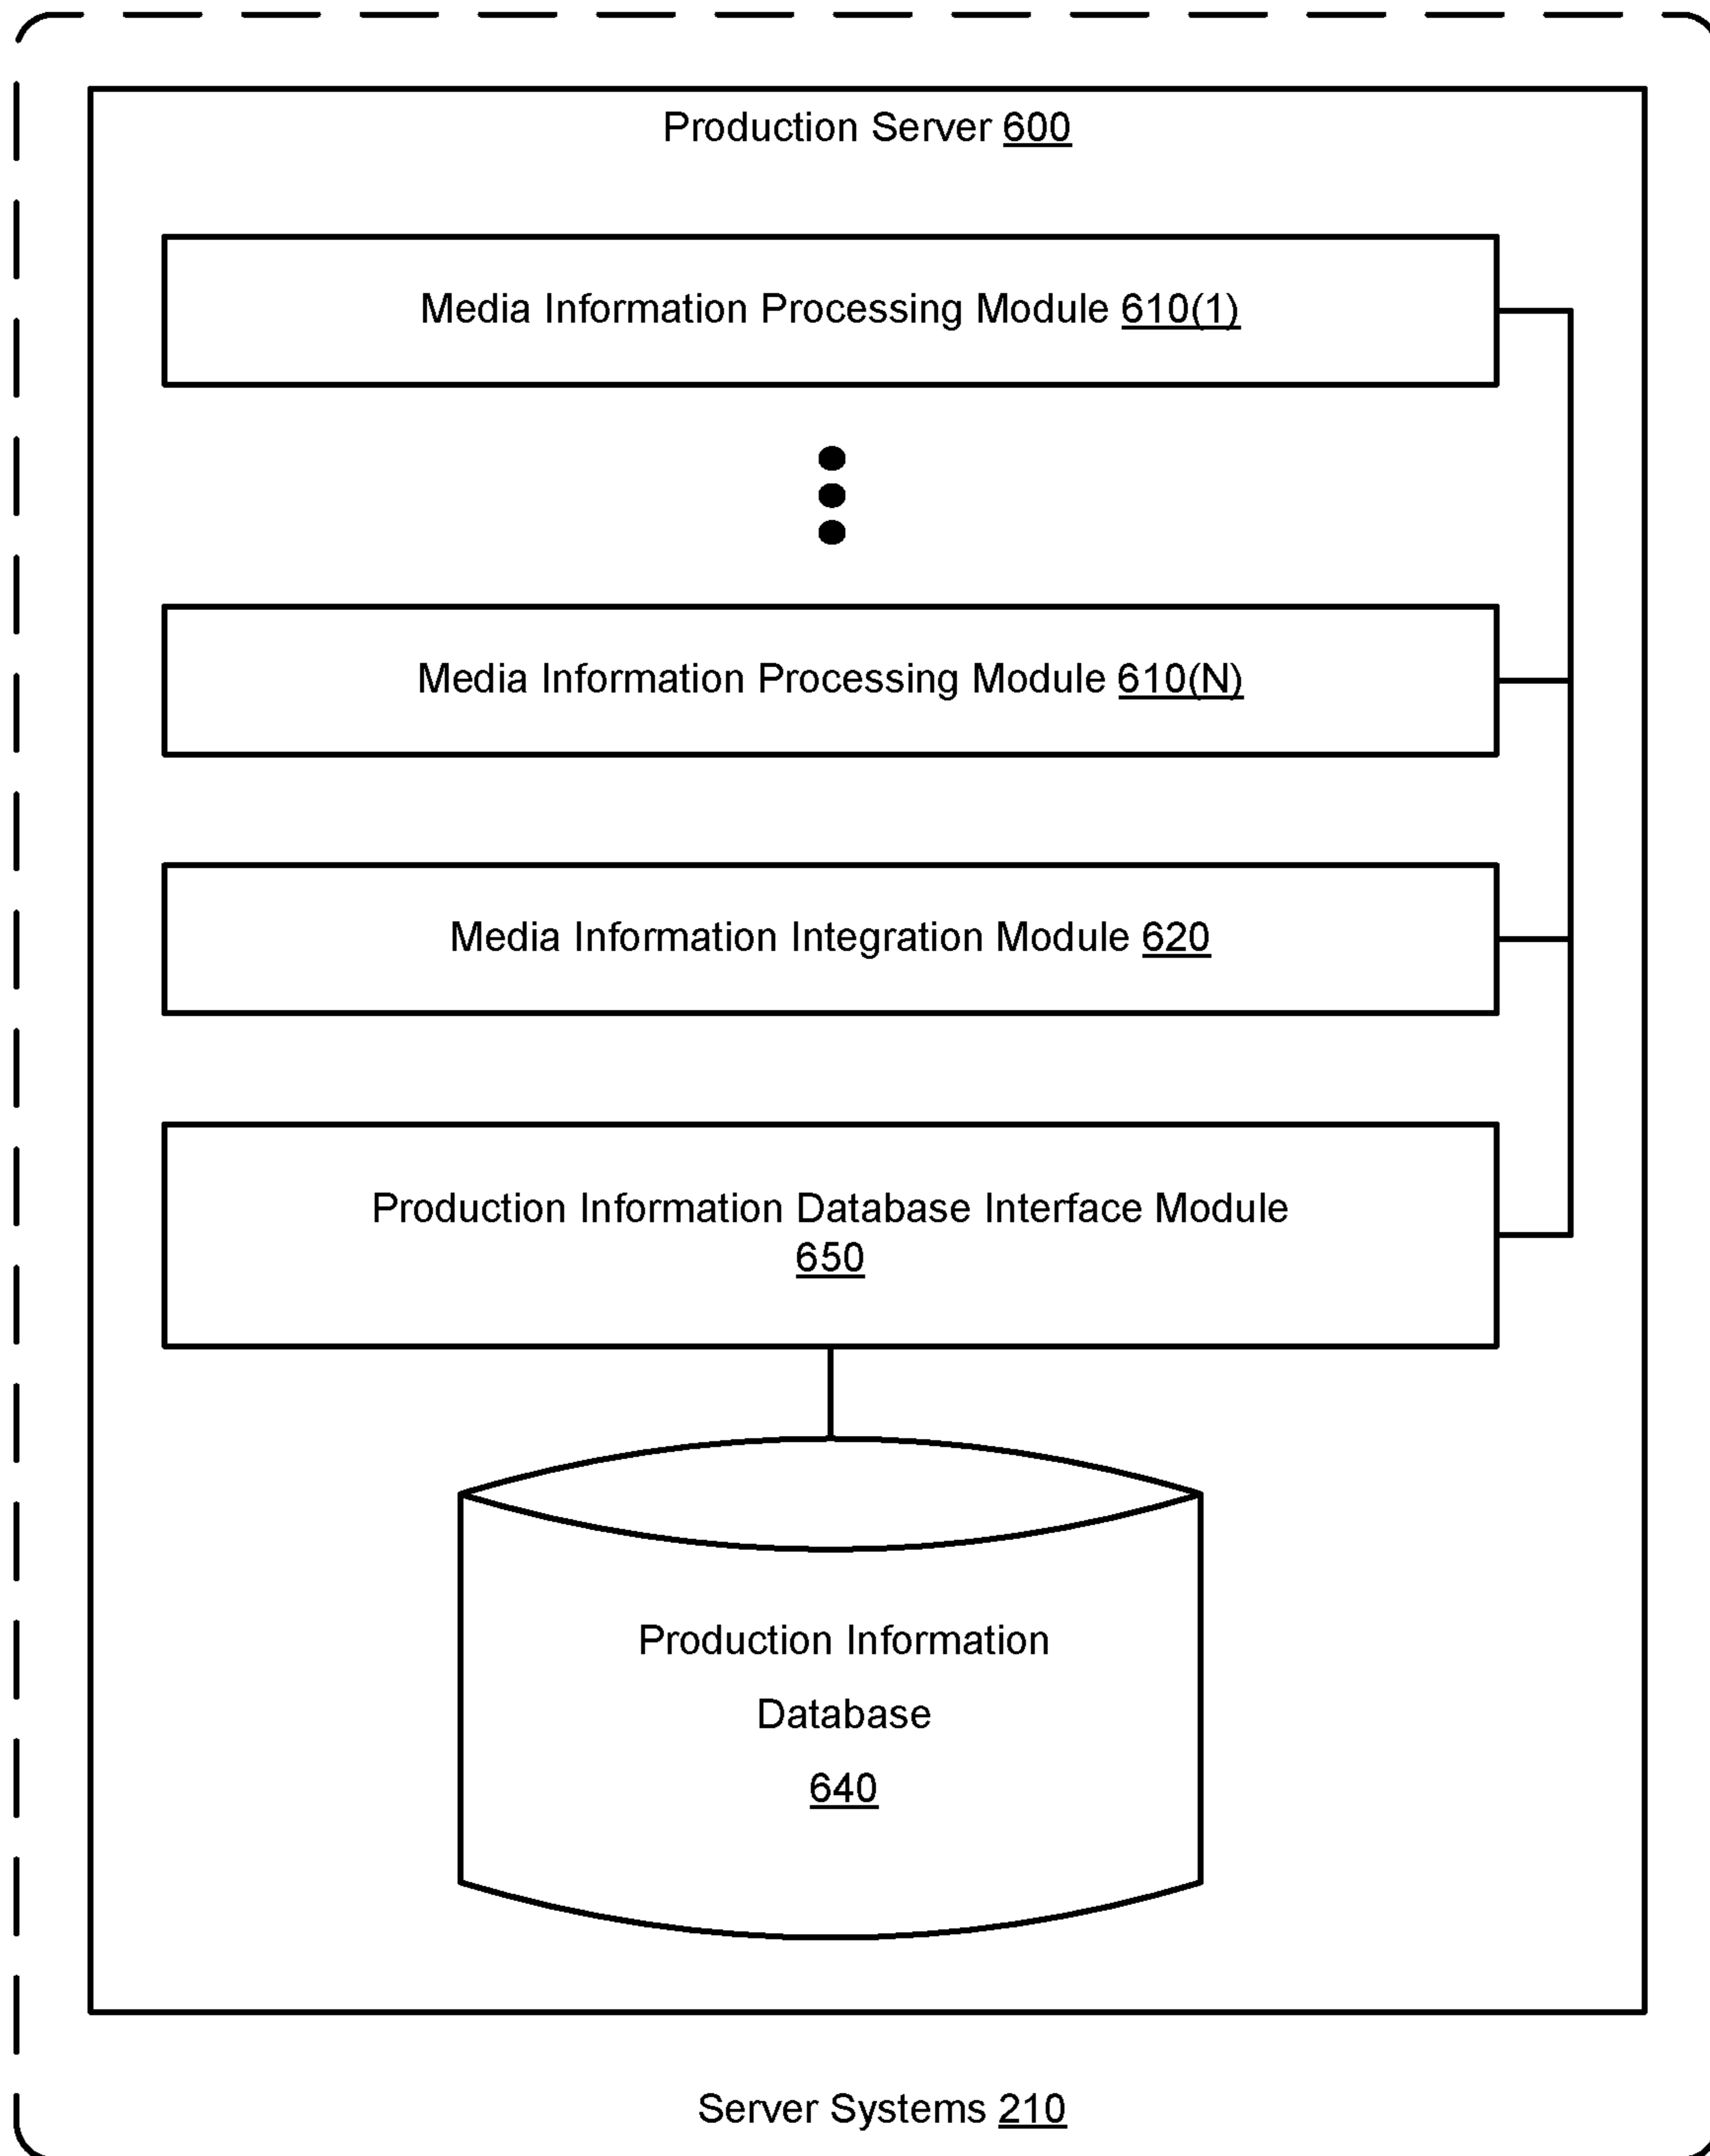 Production Server 600
Media Information Processing Module 610(1)
Media Information Processing Module 610(N)
Media Information Integration Module 620
Production Information Database Interface Module
650
Production Information
Database
640
Server Systems 210